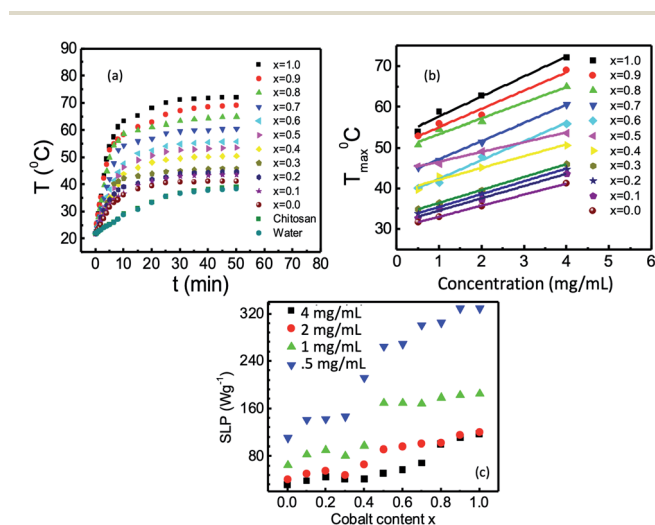 (a)
T (⁰C)
90
80
70
60
50
40
30
20
0 10 20 30 40 50 60 70 80
t (min)
x=1.0
x=0.9
x=0.8
x=0.7
x=0.6
x=0.5
x=0.4
x=0.3
x=0.2
x=0.1
x=0.0
Chitosan
Water
(b)
Tmax ⁰C
70
60
50
40
30
0 1 2 3 4 5 6
Concentration (mg/mL)
x=1.0
x=0.9
x=0.8
x=0.7
x=0.6
x=0.5
x=0.4
x=0.3
x=0.2
x=0.1
x=0.0
SLP (Wg⁻¹)
320
240
160
80
4 mg/mL
2 mg/mL
1 mg/mL
.5 mg/mL
(c)
0.0 0.2 0.4 0.6 0.8 1.0
Cobalt content x